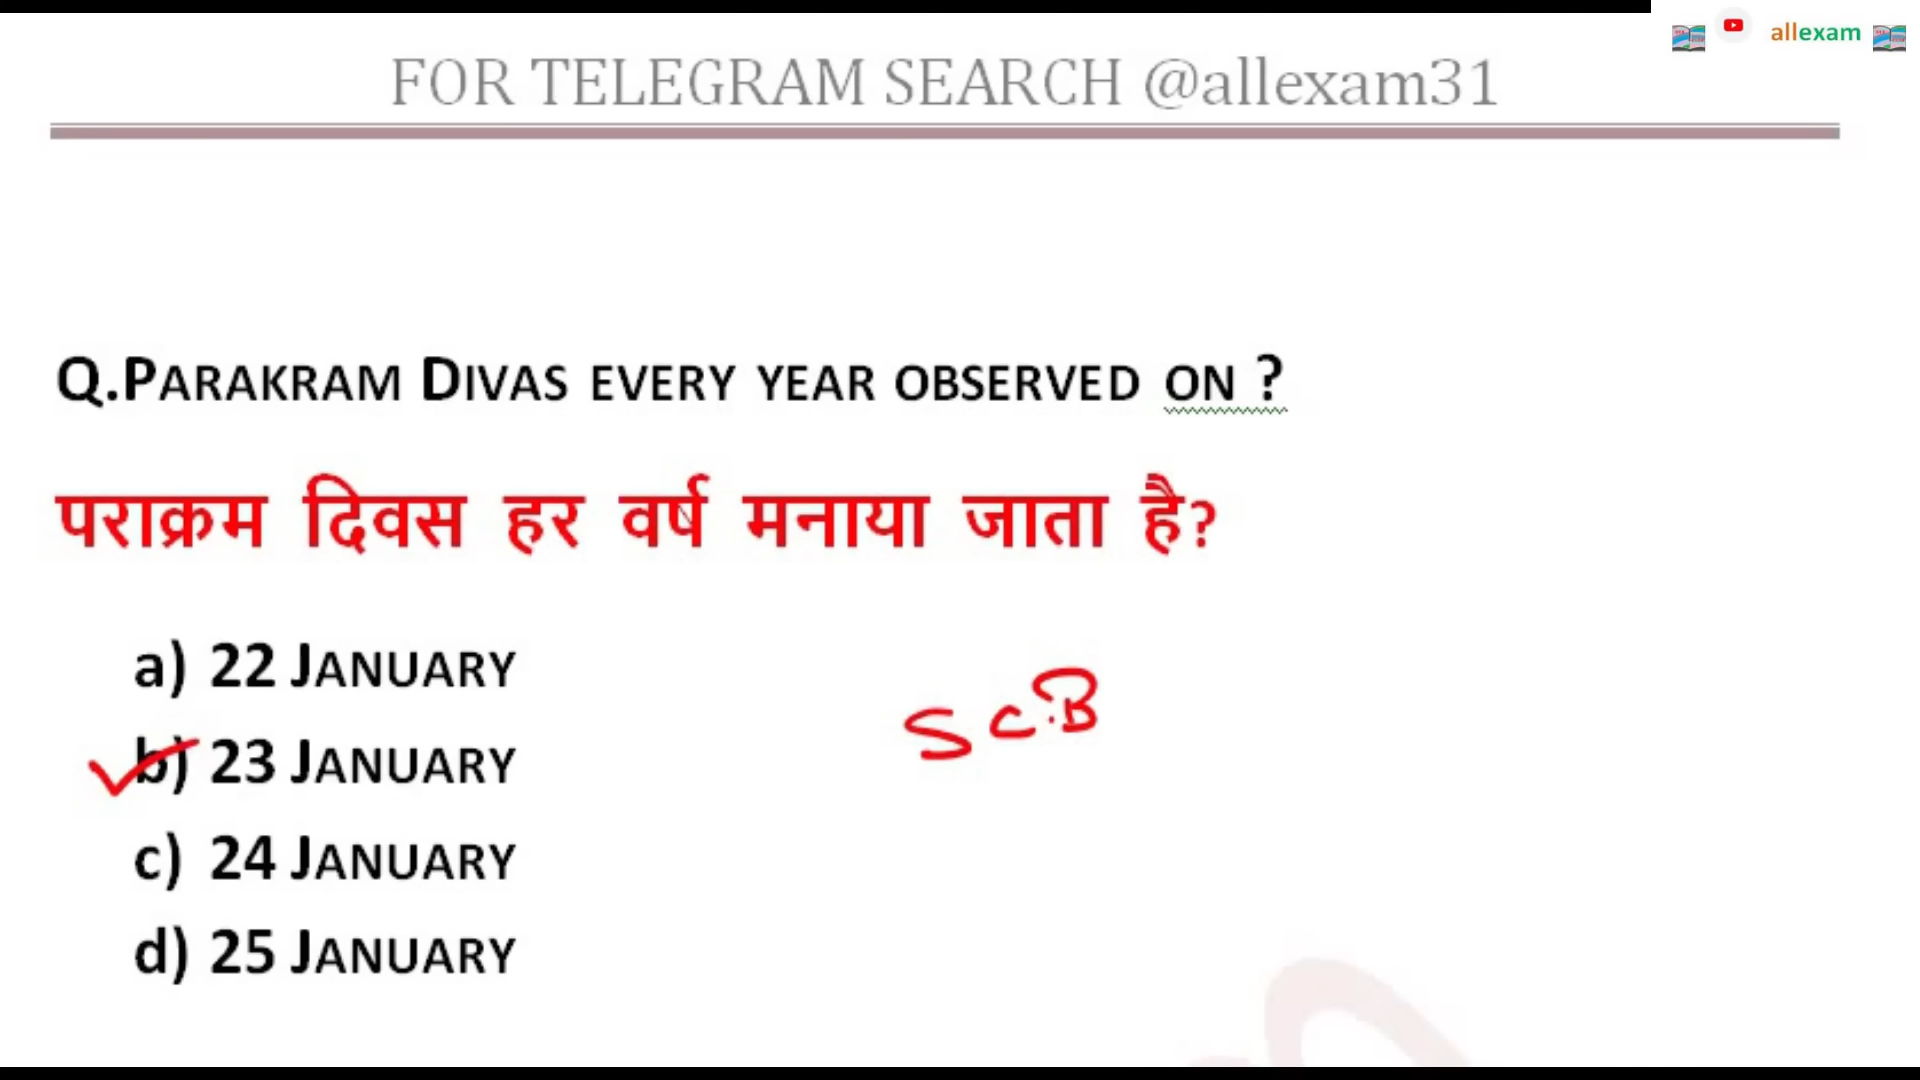 allexam
FOR TELEGRAM SEARCH @allexam31
Q.PARAKRAM DIVAS EVERY YEAR OBSERVED ON ?
पराक्रम दिवस हर वर्ष मनाया जाता है?
a) 22 JANUARY
S C.B
b) 23 JANUARY
c) 24 JANUARY
d) 25 JANUARY